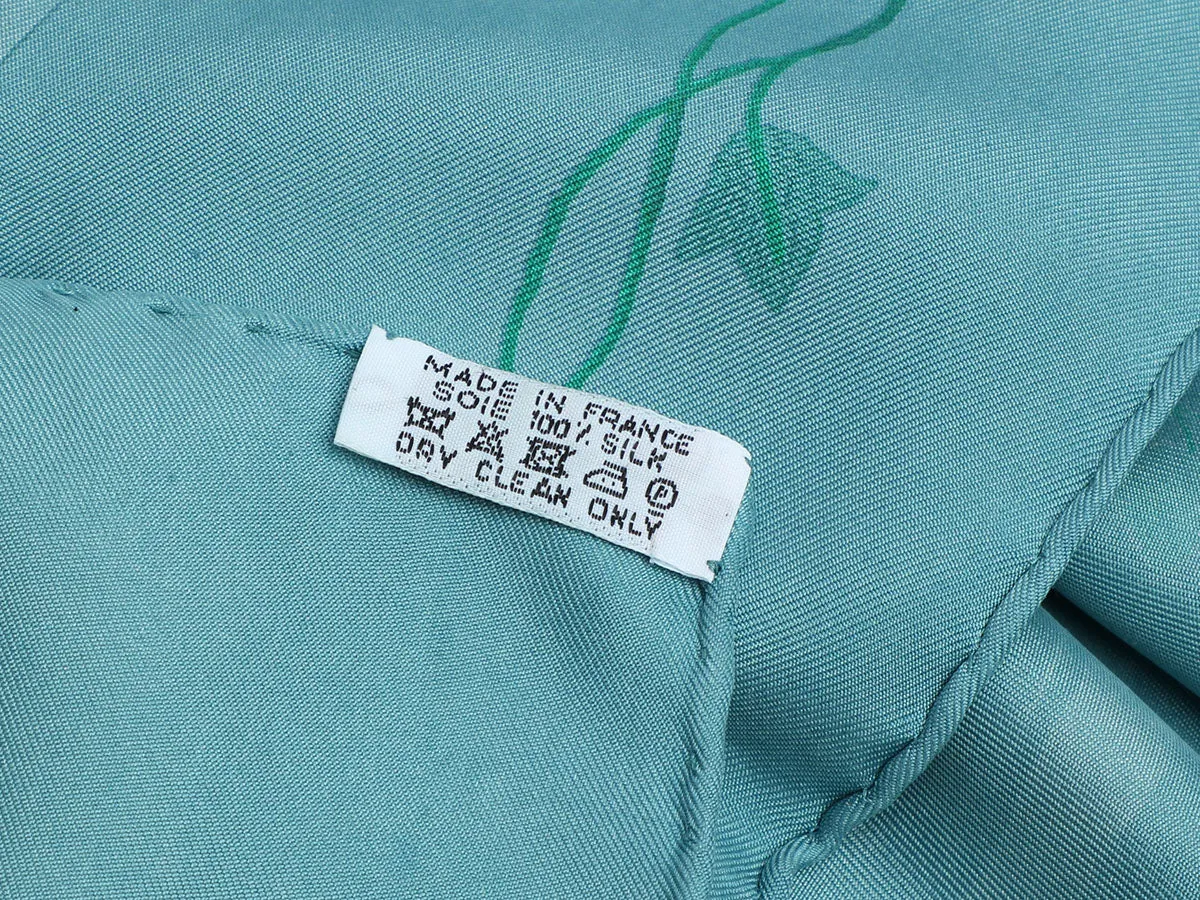 MADE IN FRANCE
SOIE 100% SILK
P
DRY CLEAN ONLY